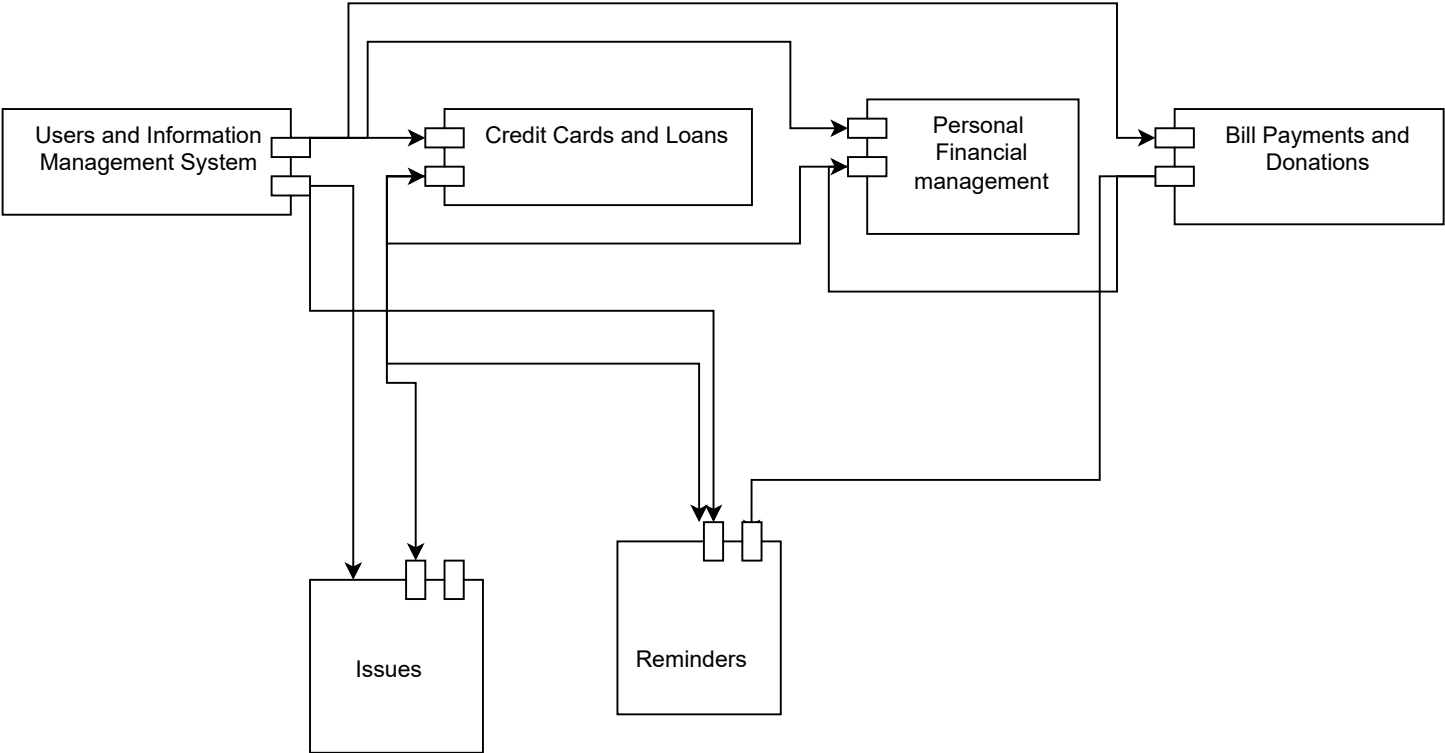 Users and Information
Management System
Credit Cards and Loans
Personal
Financial
management
Bill Payments and
Donations
Issues
Reminders